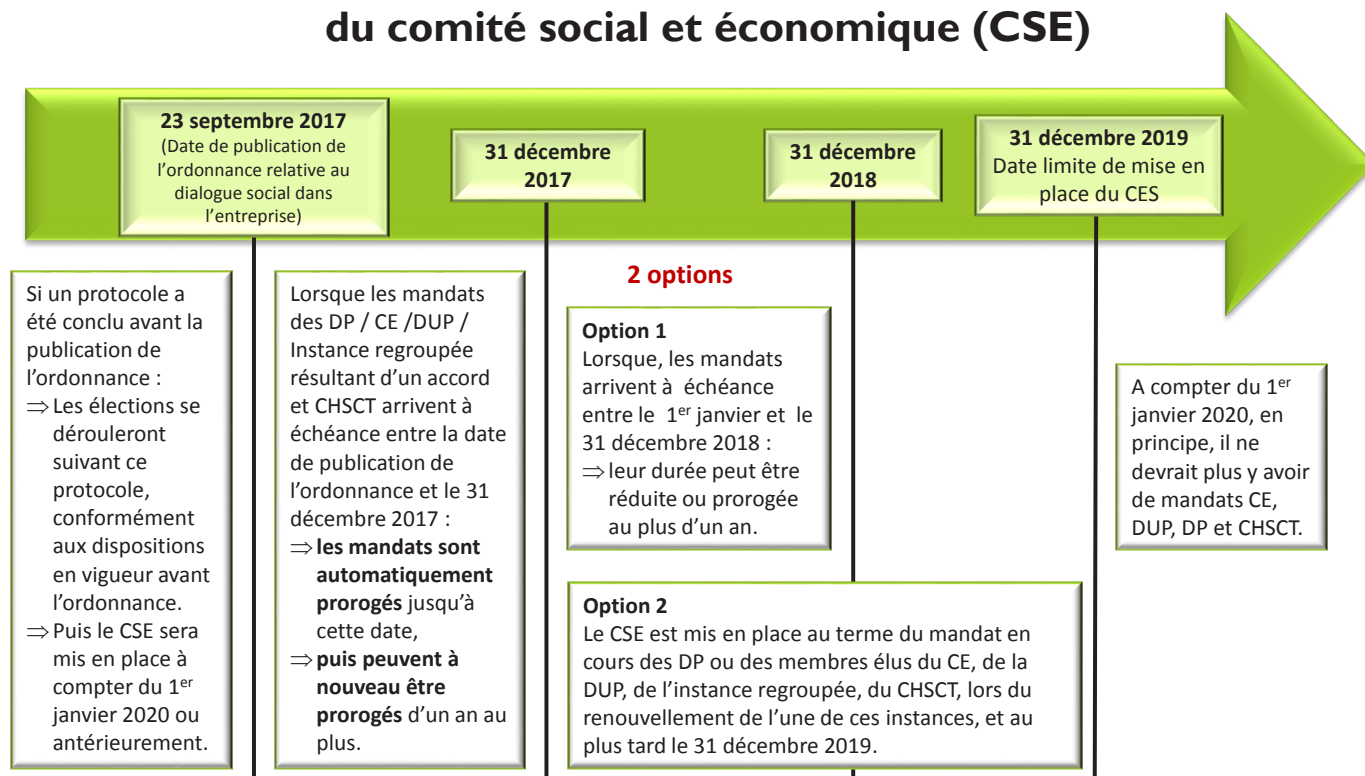 du comité social et économique (CSE)
23 septembre 2017
(Date de publication de
l’ordonnance relative au
dialogue social dans
l’entreprise)
31 décembre
2017
31 décembre
2018
31 décembre 2019
Date limite de mise en
place du CES
Si un protocole a
été conclu avant la
publication de
l’ordonnance :
⇒ Les élections se
dérouleront
suivant ce
protocole,
conformément
aux dispositions
en vigueur avant
l’ordonnance.
⇒ Puis le CSE sera
mis en place à
compter du 1er
janvier 2020 ou
antérieurement.
Lorsque les mandats
des DP / CE /DUP /
Instance regroupée
résultant d’un accord
et CHSCT arrivent à
échéance entre la date
de publication de
l’ordonnance et le 31
décembre 2017 :
⇒ les mandats sont
automatiquement
prorogés jusqu’à
cette date,
⇒ puis peuvent à
nouveau être
prorogés d’un an au
plus.
2 options
Option 1
Lorsque, les mandats
arrivent à échéance
entre le 1er janvier et le
31 décembre 2018 :
⇒ leur durée peut être
réduite ou prorogée
au plus d’un an.
Option 2
Le CSE est mis en place au terme du mandat en
cours des DP ou des membres élus du CE, de la
DUP, de l’instance regroupée, du CHSCT, lors du
renouvellement de l’une de ces instances, et au
plus tard le 31 décembre 2019.
A compter du 1er
janvier 2020, en
principe, il ne
devrait plus y avoir
de mandats CE,
DUP, DP et CHSCT.